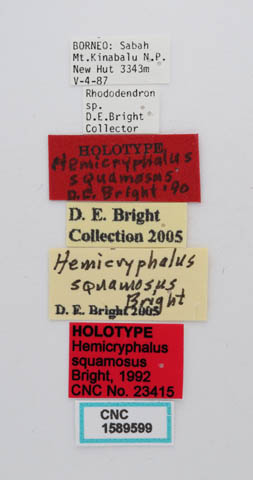 BORNEO: Sabah
Mt.Kinabalu N.P.
New Hut 3343m
V-4-87
Rhododendron
sp.
D.E.Bright
Collector
HOLOTYPE
Hemicryphalus
squamosus
D.E. Bright '90
D. E. Bright
Collection 2005
Hemicryphalus
squamosus
Bright
D. E. Bright 2005
HOLOTYPE
Hemicryphalus
squamosus
Bright, 1992
CNC No. 23415
CNC
1589599